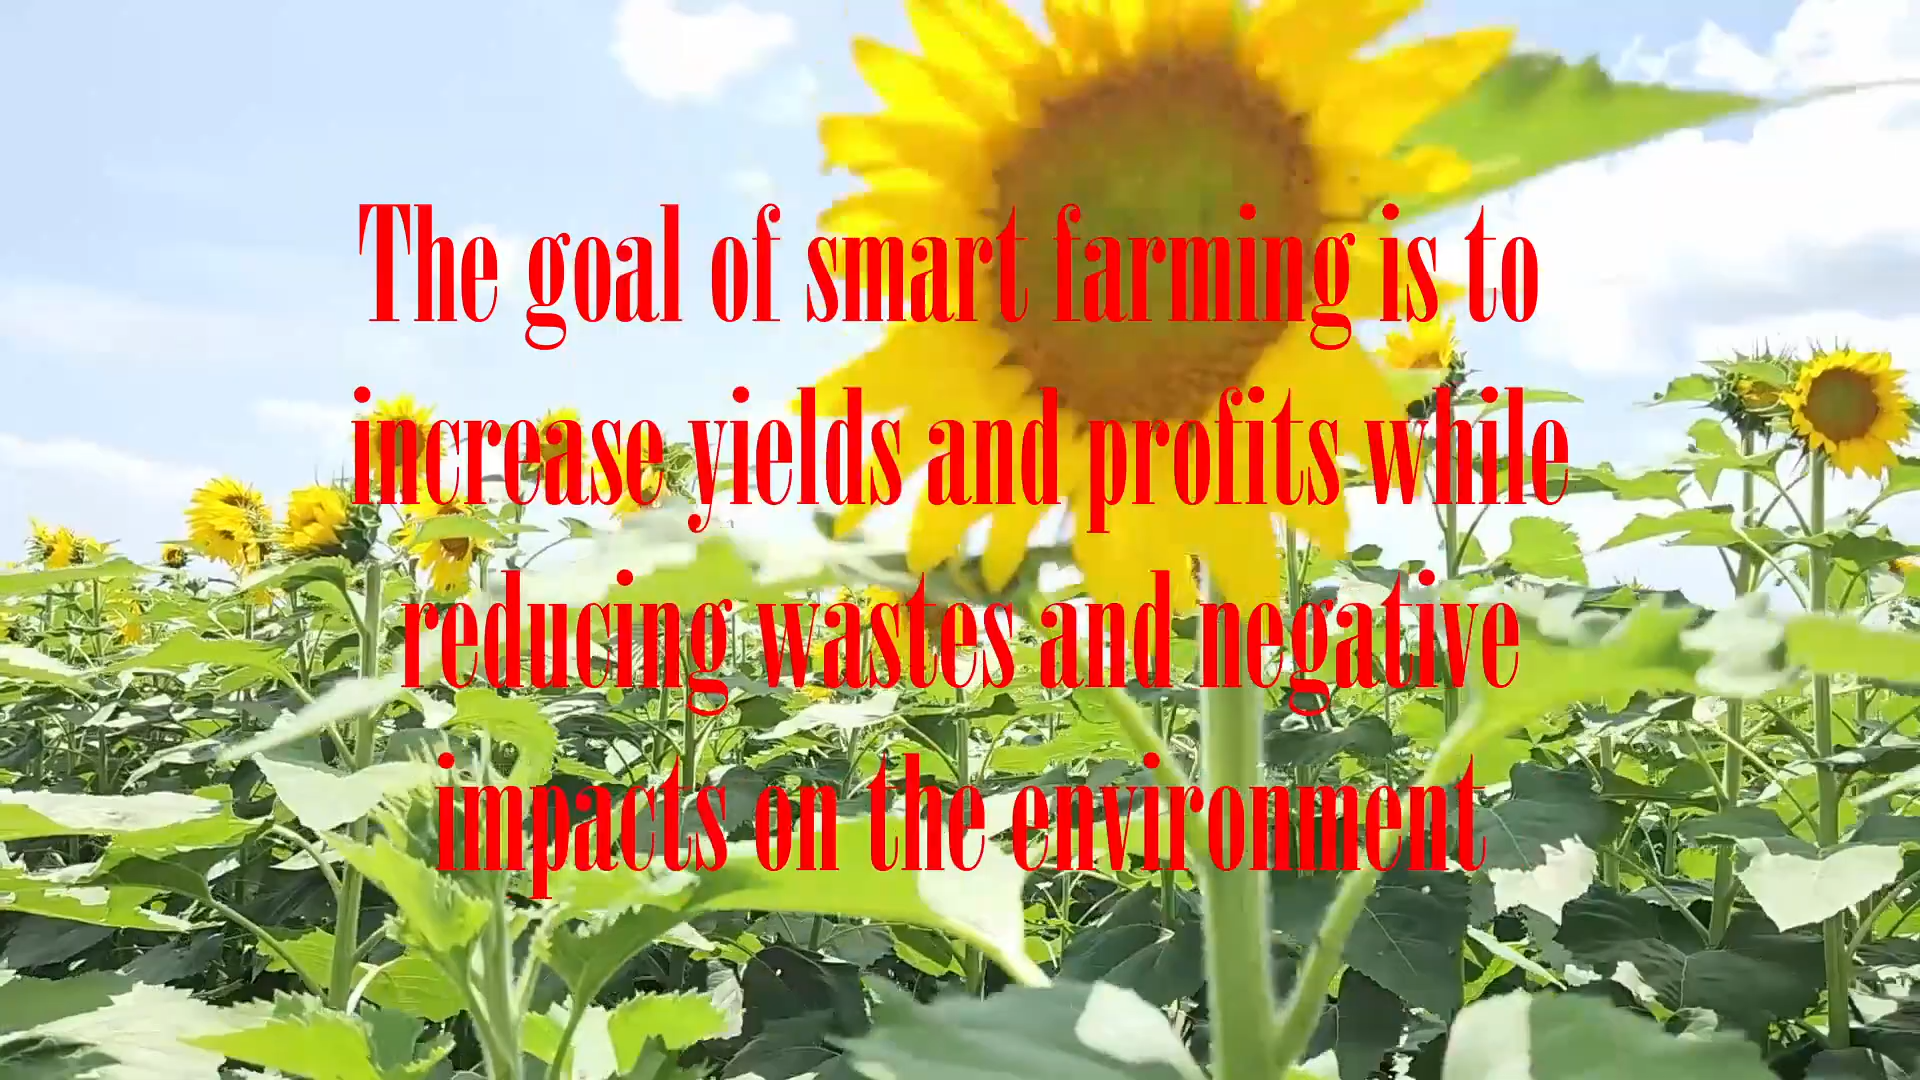 The goal of smart farming is to
increase yields and profits while
reducing wastes and negative
impacts on the environment